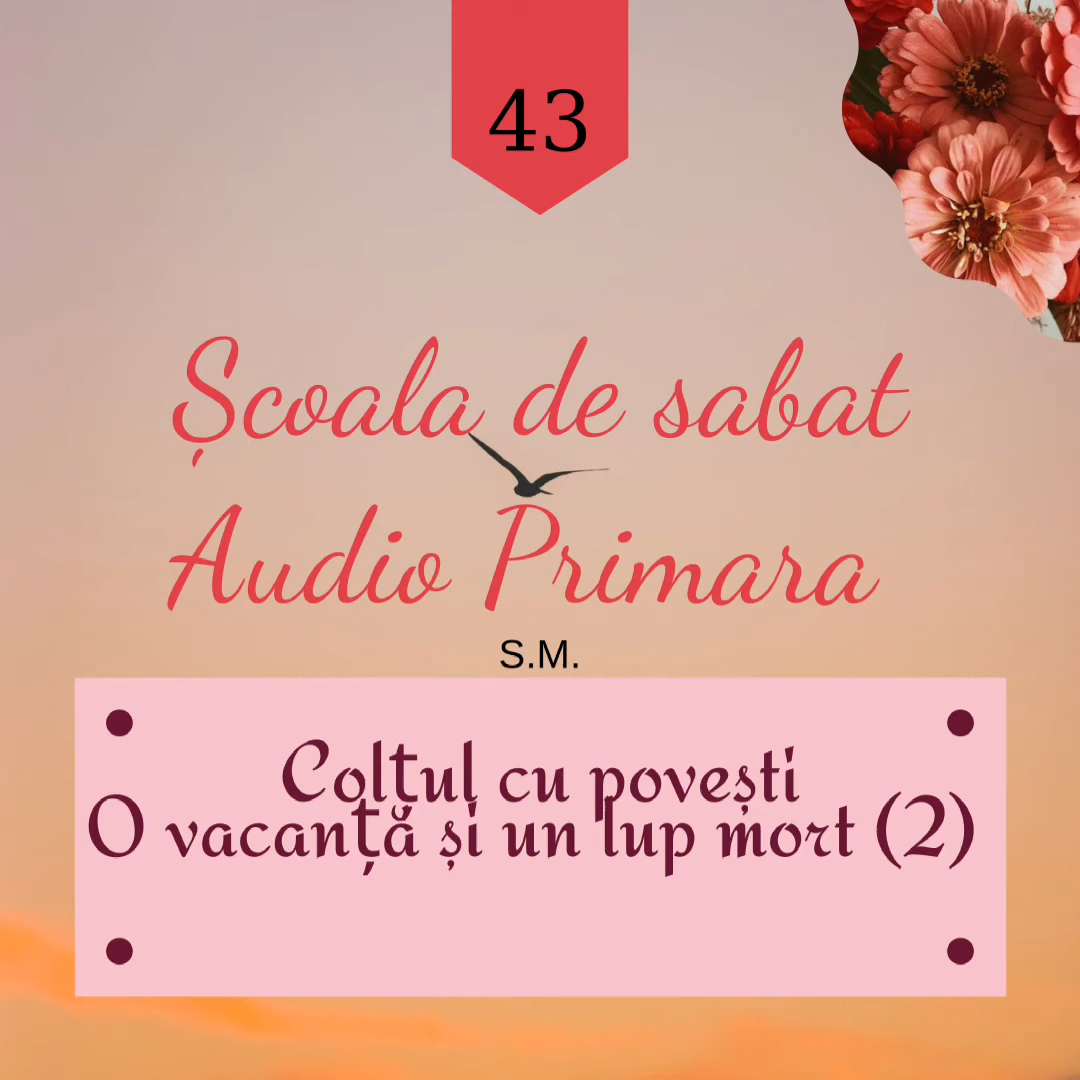 43
Școala de sabat
Audio Primara
S.M.
Colțul cu povești
O vacanță și un lup mort (2)